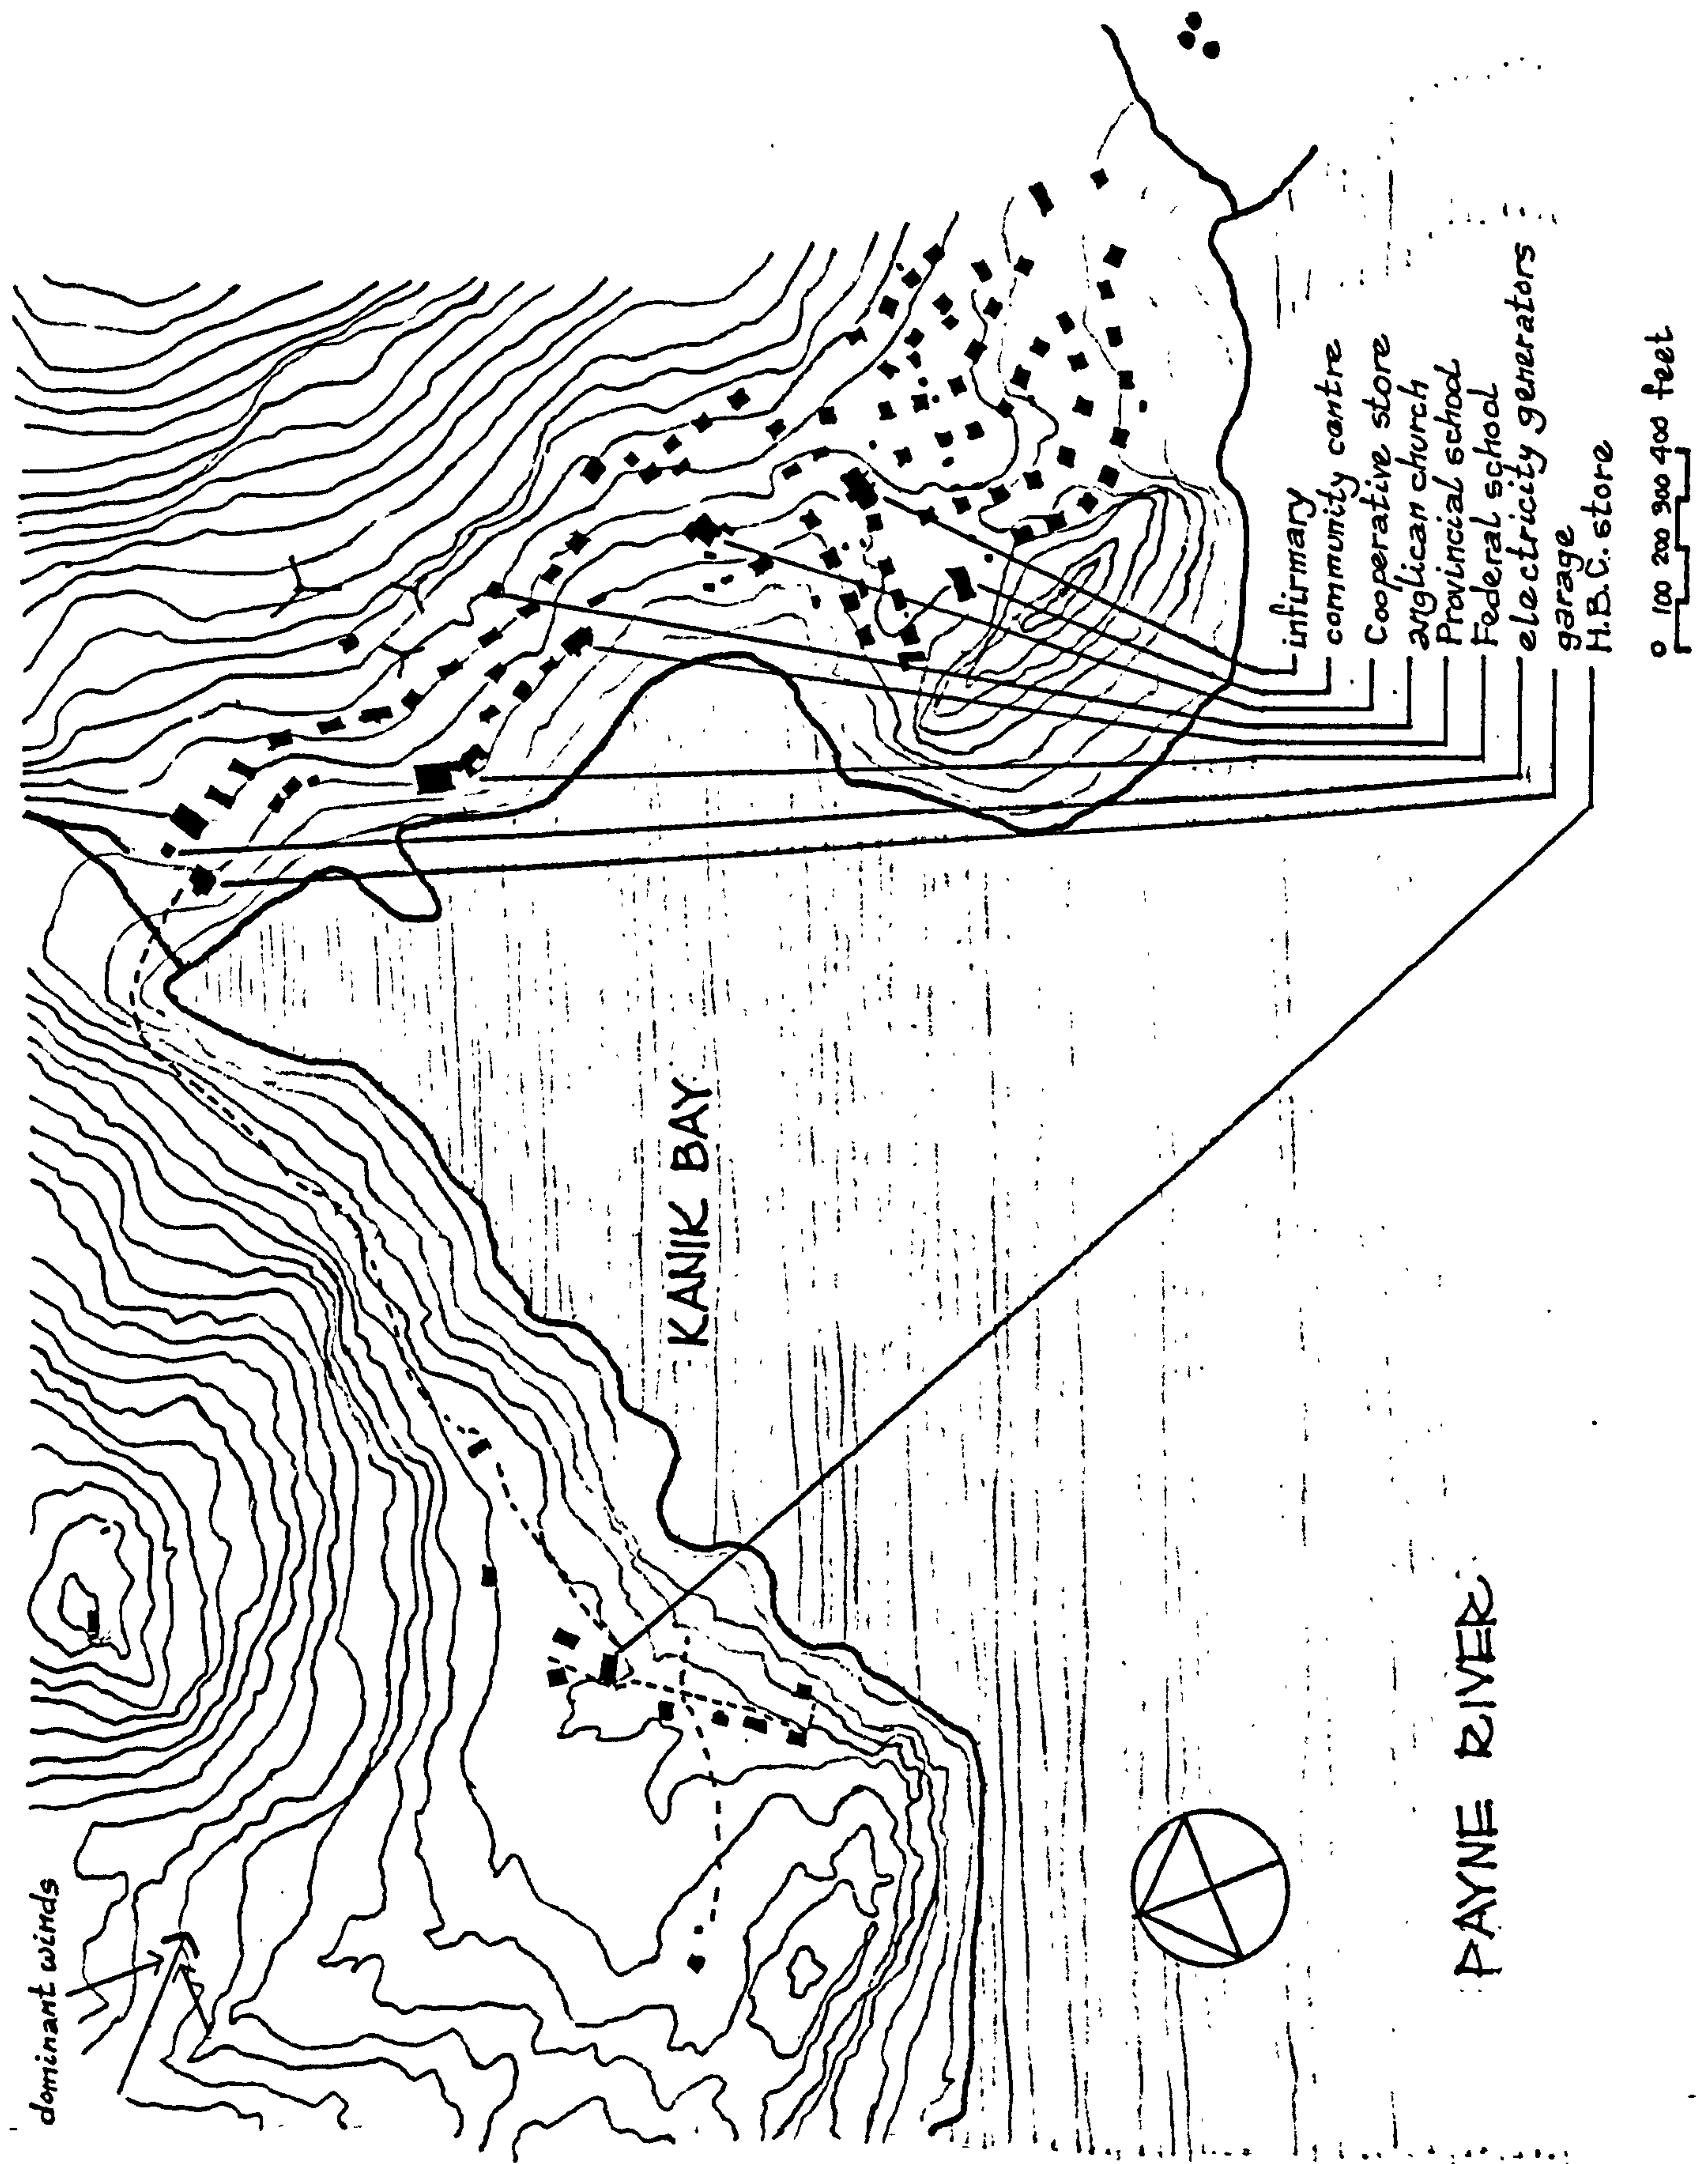 dominant winds
KANIK BAY
PAYNE RIVER
infirmary
community centre
Cooperative store
anglican church
Provincial school
Federal school
electricity generators
garage
H.B.C. store
0 100 200 300 400 feet